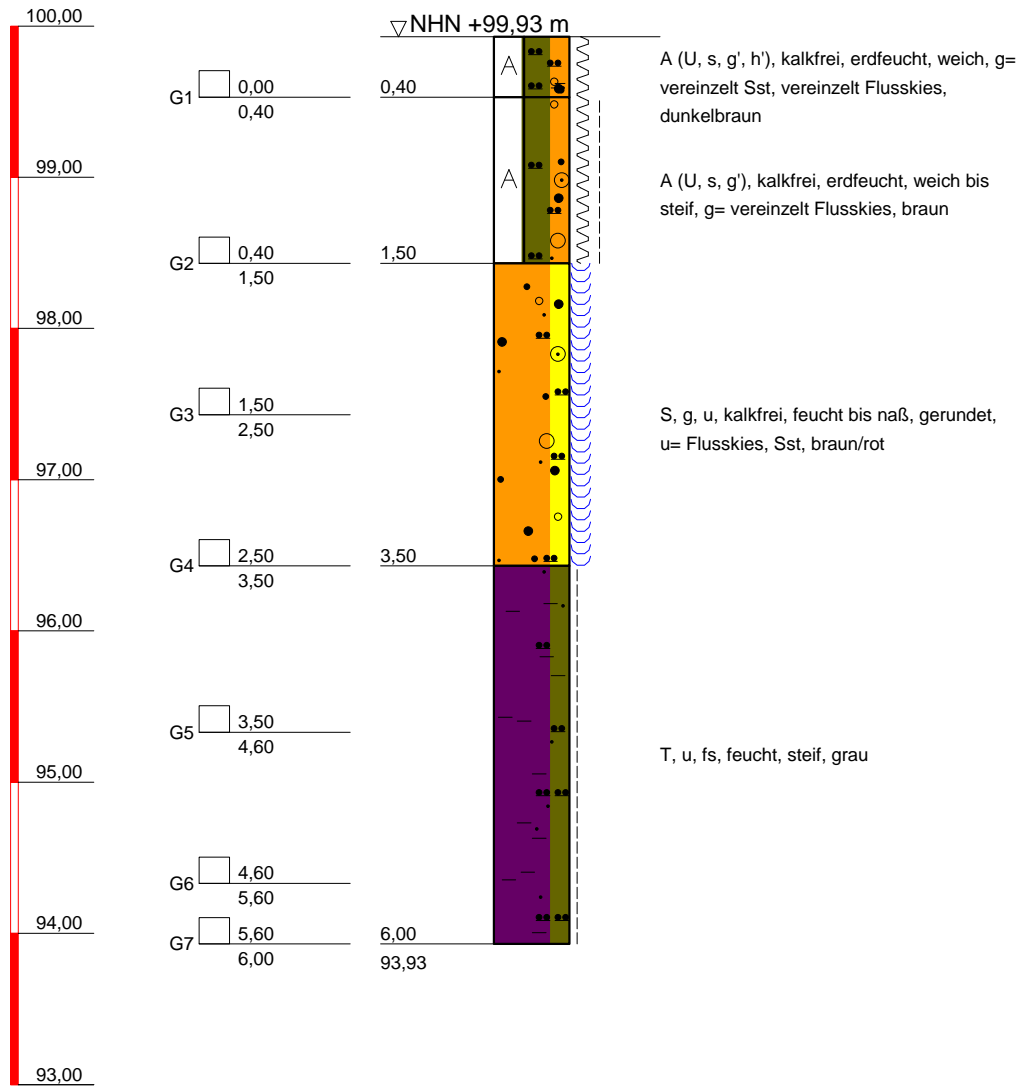 100,00
NHN +99,93 m
A (U, s, g', h'), kalkfrei, erdfeucht, weich, g=
vereinzelt Sst, vereinzelt Flusskies,
dunkelbraun
A
G1
0,00
0,40
0,40
99,00
A
A (U, s, g'), kalkfrei, erdfeucht, weich bis
steif, g= vereinzelt Flusskies, braun
G2
0,40
1,50
1,50
98,00
G3
1,50
2,50
S, g, u, kalkfrei, feucht bis naß, gerundet,
u= Flusskies, Sst, braun/rot
97,00
G4
2,50
3,50
3,50
96,00
G5
3,50
4,60
T, u, fs, feucht, steif, grau
95,00
G6
4,60
5,60
94,00
G7
5,60
6,00
6,00
93,93
93,00